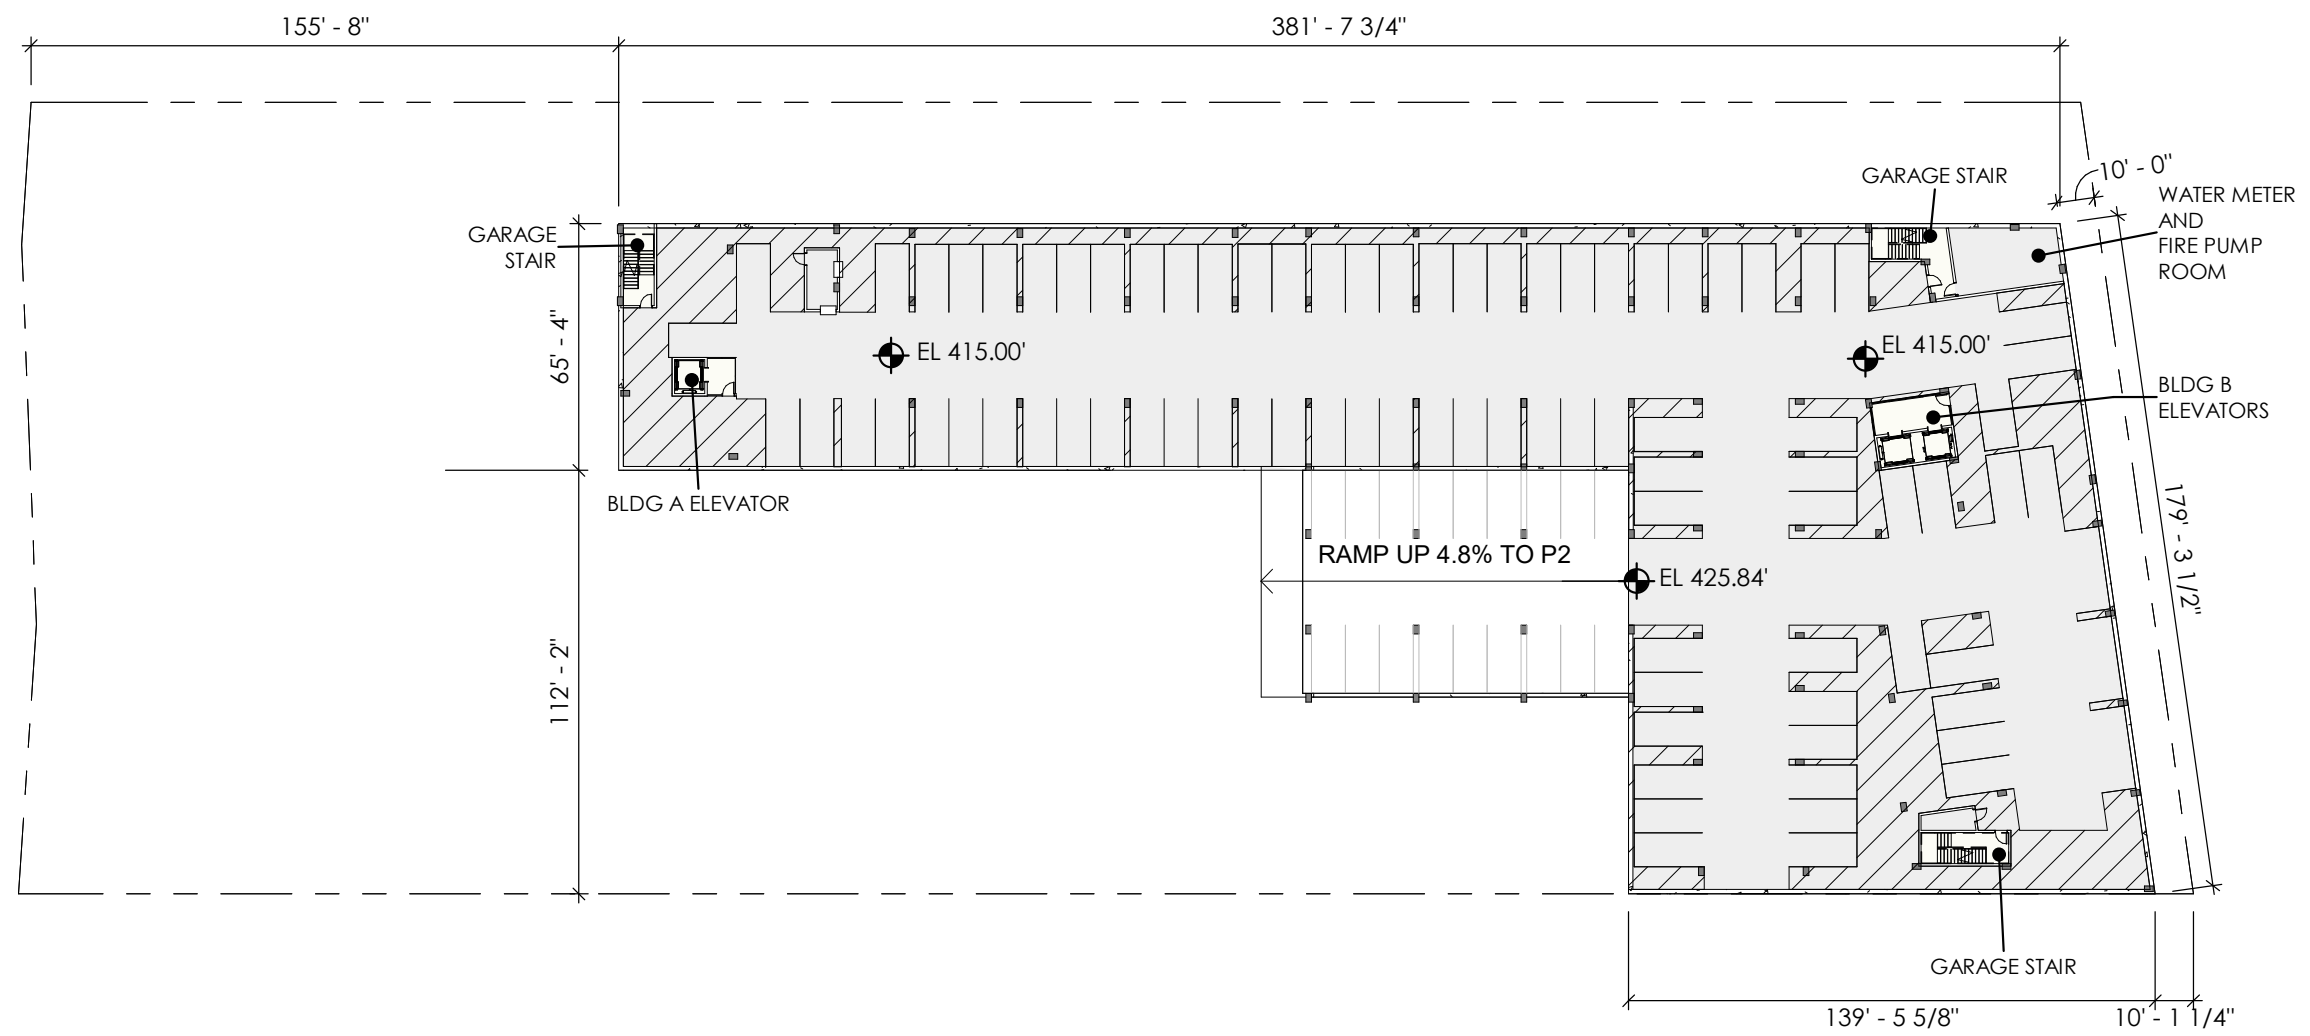 155' - 8"
381' - 7 3/4"
10' - 0"
GARAGE STAIR
WATER METER
AND
FIRE PUMP
ROOM
GARAGE
STAIR
65' - 4"
EL 415.00'
EL 415.00'
BLDG B
ELEVATORS
BLDG A ELEVATOR
179' - 3 1/2"
RAMP UP 4.8% TO P2
EL 425.84'
112' - 2"
GARAGE STAIR
139' - 5 5/8"
10' - 1 1/4"